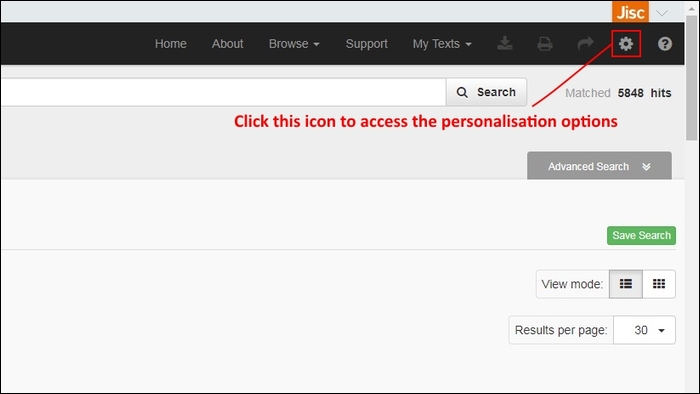 Jisc
Home About Browse Support My Texts
Search Matched 5848 hits
Click this icon to access the personalisation options
Advanced Search
Save Search
View mode:
Results per page: 30